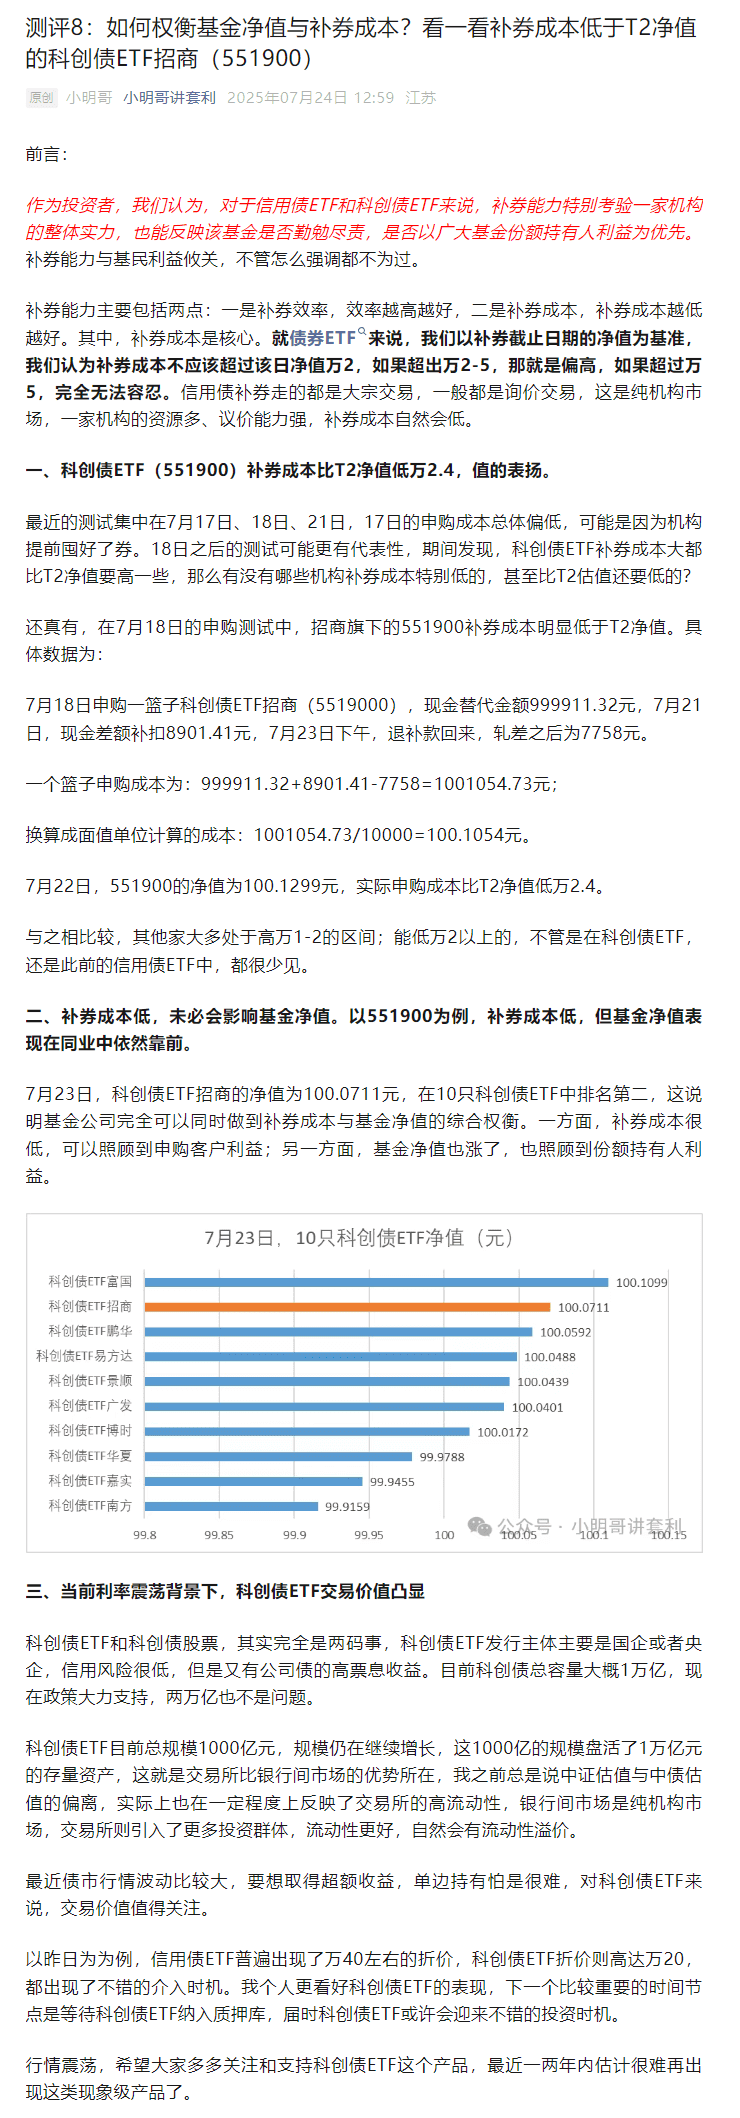 测评8：如何权衡基金净值与补券成本？看一看补券成本低于T2净值
的科创债ETF招商（551900）
原创 小明哥 小明哥讲套利 2025年07月24日 12:59 江苏
前言：
作为投资者，我们认为，对于信用债ETF和科创债ETF来说，补券能力特别考验一家机构
的整体实力，也能反映该基金是否勤勉尽责，是否以广大基金份额持有人利益为优先。
补券能力与基民利益攸关，不管怎么强调都不为过。
补券能力主要包括两点：一是补券效率，效率越高越好，二是补券成本，补券成本越低
越好。其中，补券成本是核心。就债券ETF来说，我们以补券截止日期的净值为基准，
我们认为补券成本不应该超过该日净值万2，如果超出万2-5，那就是偏高，如果超过万
5，完全无法容忍。信用债补券走的都是大宗交易，一般都是询价交易，这是纯机构市
场，一家机构的资源多、议价能力强，补券成本自然会低。
一、科创债ETF（551900）补券成本比T2净值低万2.4，值的表扬。
最近的测试集中在7月17日、18日、21日，17日的申购成本总体偏低，可能是因为机构
提前囤好了券。18日之后的测试可能更有代表性，期间发现，科创债ETF补券成本大都
比T2净值要高一些，那么有没有哪些机构补券成本特别低的，甚至比T2估值还要低的？
还真有，在7月18日的申购测试中，招商旗下的551900补券成本明显低于T2净值。具
体数据为：
7月18日申购一篮子科创债ETF招商（5519000），现金替代金额999911.32元，7月21
日，现金差额补扣8901.41元，7月23日下午，退补款回来，轧差之后为7758元。
一个篮子申购成本为：999911.32+8901.41-7758=1001054.73元；
换算成面值单位计算的成本：1001054.73/10000=100.1054元。
7月22日，551900的净值为100.1299元，实际申购成本比T2净值低万2.4。
与之相比较，其他家大多处于高万1-2的区间；能低万2以上的，不管是在科创债ETF，
还是此前的信用债ETF中，都很少见。
二、补券成本低，未必会影响基金净值。以551900为例，补券成本低，但基金净值表
现在同业中依然靠前。
7月23日，科创债ETF招商的净值为100.0711元，在10只科创债ETF中排名第二，这说
明基金公司完全可以同时做到补券成本与基金净值的综合权衡。一方面，补券成本很
低，可以照顾到申购客户利益；另一方面，基金净值也涨了，也照顾到份额持有人利
益。
7月23日，10只科创债ETF净值（元）
科创债ETF富国 100.1099
科创债ETF招商 100.0711
科创债ETF鹏华 100.0592
科创债ETF易方达 100.0488
科创债ETF景顺 100.0439
科创债ETF广发 100.0401
科创债ETF博时 100.0172
科创债ETF华夏 99.9788
科创债ETF嘉实 99.9455
科创债ETF南方 99.9159
公众号 · 小明哥讲套利
99.8 99.85 99.9 99.95 100 100.05 100.1 100.15
三、当前利率震荡背景下，科创债ETF交易价值凸显
科创债ETF和科创债股票，其实完全是两码事，科创债ETF发行主体主要是国企或者央
企，信用风险很低，但是又有公司债的高票息收益。目前科创债总容量大概1万亿，现
在政策大力支持，两万亿也不是问题。
科创债ETF目前总规模1000亿元，规模仍在继续增长，这1000亿的规模盘活了1万亿元
的存量资产，这就是交易所比银行间市场的优势所在，我之前总是说中证估值与中债估
值的偏离，实际上也在一定程度上反映了交易所的高流动性，银行间市场是纯机构市
场，交易所则引入了更多投资群体，流动性更好，自然会有流动性溢价。
最近债市行情波动比较大，要想取得超额收益，单边持有怕是很难，对科创债ETF来
说，交易价值值得关注。
以昨日为为例，信用债ETF普遍出现了万40左右的折价，科创债ETF折价则高达万20，
都出现了不错的介入时机。我个人更看好科创债ETF的表现，下一个比较重要的时间节
点是等待科创债ETF纳入质押库，届时科创债ETF或许会迎来不错的投资时机。
行情震荡，希望大家多多关注和支持科创债ETF这个产品，最近一两年内估计很难再出
现这类现象级产品了。